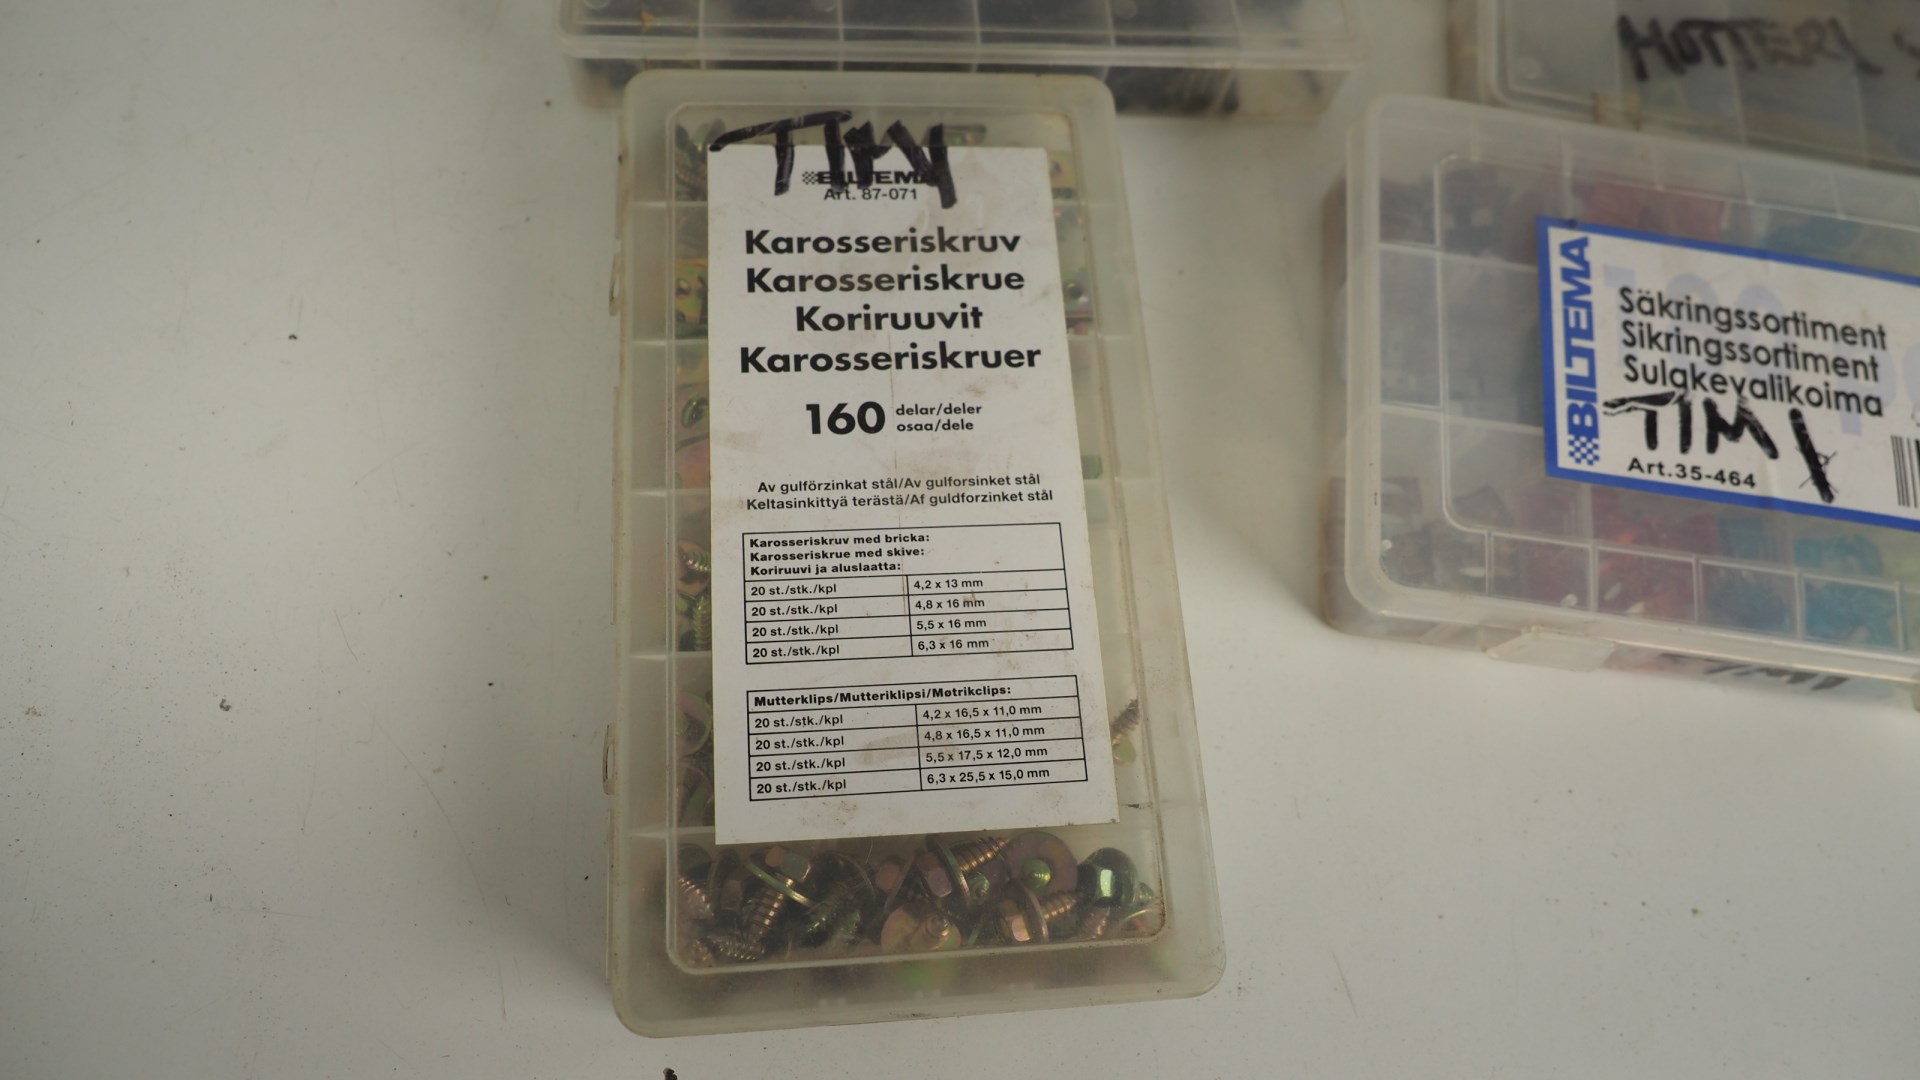 TIMY
BILTEMA
Art. 87-071
Karosseriskruv
Karosseriskrue
Koriruuvit
Karosseriskruer
160 delar/deler
osaa/dele
Av gulförzinkat stål/Av gulforsinket stål
Keltasinkittyä terästä/Af guldforzinket stål
Karosseriskruv med bricka:
Karosseriskrue med skive:
Koriruuvi ja aluslaatta:
20 st./stk./kpl 4,2 x 13 mm
20 st./stk./kpl 4,8 x 16 mm
20 st./stk./kpl 5,5 x 16 mm
20 st./stk./kpl 6,3 x 16 mm
Mutterklips/Mutteriklipsi/Møtrikclips:
20 st./stk./kpl 4,2 x 16,5 x 11,0 mm
20 st./stk./kpl 4,8 x 16,5 x 11,0 mm
20 st./stk./kpl 5,5 x 17,5 x 12,0 mm
20 st./stk./kpl 6,3 x 25,5 x 15,0 mm
BILTEMA
Säkringssortiment
Sikringssortiment
Sulakevalikoima
TIMY
Art.35-464